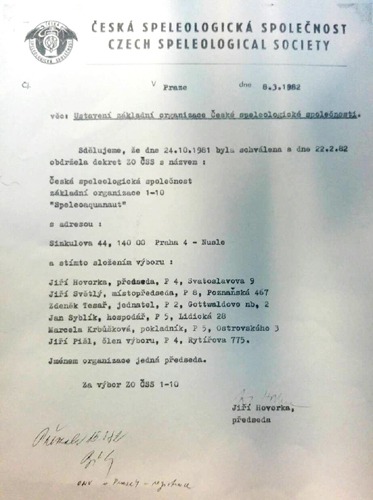 ČESKÁ SPELEOLOGICKÁ SPOLEČNOST
CZECH SPELEOLOGICAL SOCIETY
V Praze dne 8.3.1982
věc: Ustavení základní organizace České speleologické společnosti.
Sdělujeme, že dne 24.10.1981 byla schválena a dne 22.2.82
obdržela dekret ZO ČSS s názvem :
Česká speleologická společnost
základní organizace 1-10
"Speleoaquanaut"
s adresou :
Sinkulova 44, 140 00 Praha 4 - Nusle
a stímto složením výboru :
Jiří Hovorka, předseda, P 4, Svatoslavova 9
Jiří Světlý, místopředseda, P 8, Poznaňská 467
Zdeněk Tesař, jednatel, P 2, Gottwaldovo nb, 2
Jan Syblík, hospodář, P 5, Lidická 28
Marcela Krbůšková, pokladník, P 5, Ostrovského 3
Jiří Piál, člen výboru, P 4, Rytířova 775.
Jménem organizace jedná předseda.
Za výbor ZO ČSS 1-10
Jiří Hovorka,
předseda